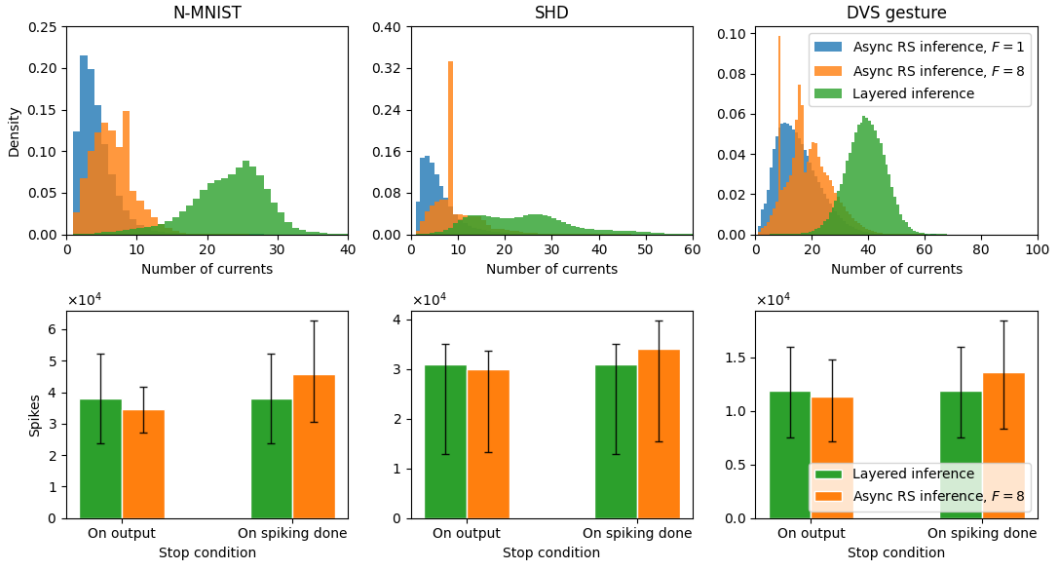 N-MNIST
SHD
DVS gesture
Density
0.25
0.20
0.15
0.10
0.05
0.00
0 10 20 30 40
Number of currents
0.40
0.32
0.24
0.16
0.08
0.00
0 10 20 30 40 50 60
Number of currents
0.10
0.08
0.06
0.04
0.02
0.00
0 20 40 60 80 100
Number of currents
Async RS inference, F = 1
Async RS inference, F = 8
Layered inference
×10⁴
Spikes
6
5
4
3
2
1
0
On output On spiking done
Stop condition
×10⁴
4
3
2
1
0
On output On spiking done
Stop condition
×10⁴
1.5
1.0
0.5
0.0
On output On spiking done
Stop condition
Layered inference
Async RS inference, F = 8